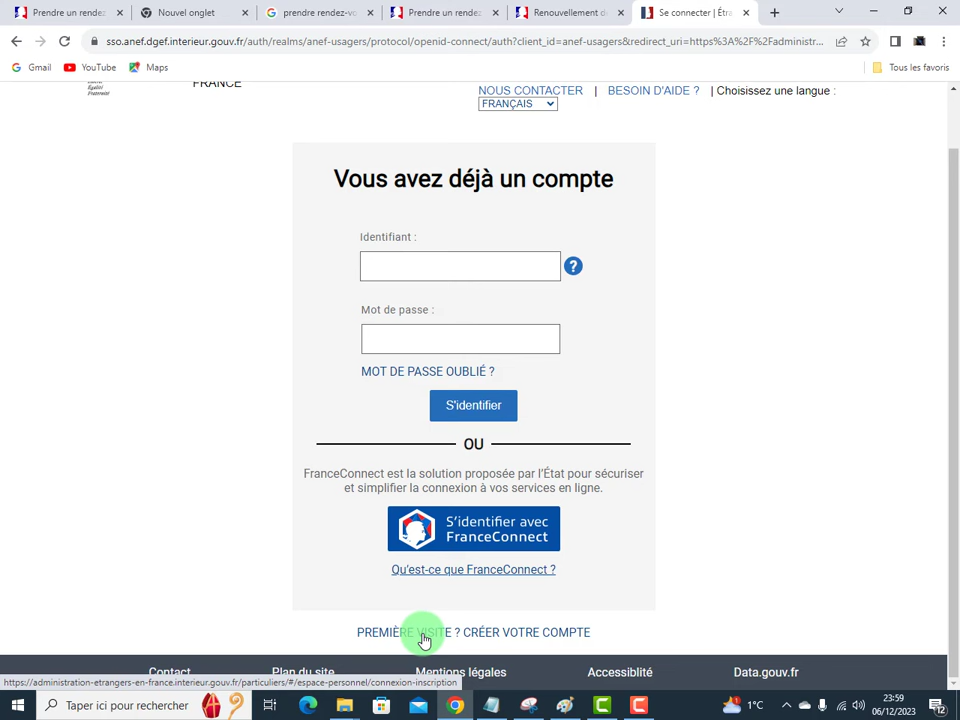 Prendre un rendez
Nouvel onglet
prendre rendez-vo
Prendre un rendez
Renouvellement d
Se connecter | Étra
sso.anef.dgef.interieur.gouv.fr/auth/realms/anef-usagers/protocol/openid-connect/auth?client_id=anef-usagers&redirect_uri=https%3A%2F%2Fadministr...
Gmail
YouTube
Maps
Tous les favoris
Égalité
Fraternité
FRANCE
NOUS CONTACTER | BESOIN D'AIDE ? | Choisissez une langue :
FRANÇAIS
Vous avez déjà un compte
Identifiant :
?
Mot de passe :
MOT DE PASSE OUBLIÉ ?
S'identifier
OU
FranceConnect est la solution proposée par l'État pour sécuriser
et simplifier la connexion à vos services en ligne.
S'identifier avec
FranceConnect
Qu'est-ce que FranceConnect ?
PREMIÈRE VISITE ? CRÉER VOTRE COMPTE
Contact
Plan du site
Mentions légales
Accessiblité
Data.gouv.fr
https://administration-etrangers-en-france.interieur.gouv.fr/particuliers/#/espace-personnel/connexion-inscription
Taper ici pour rechercher
1°C
23:59
06/12/2023
12